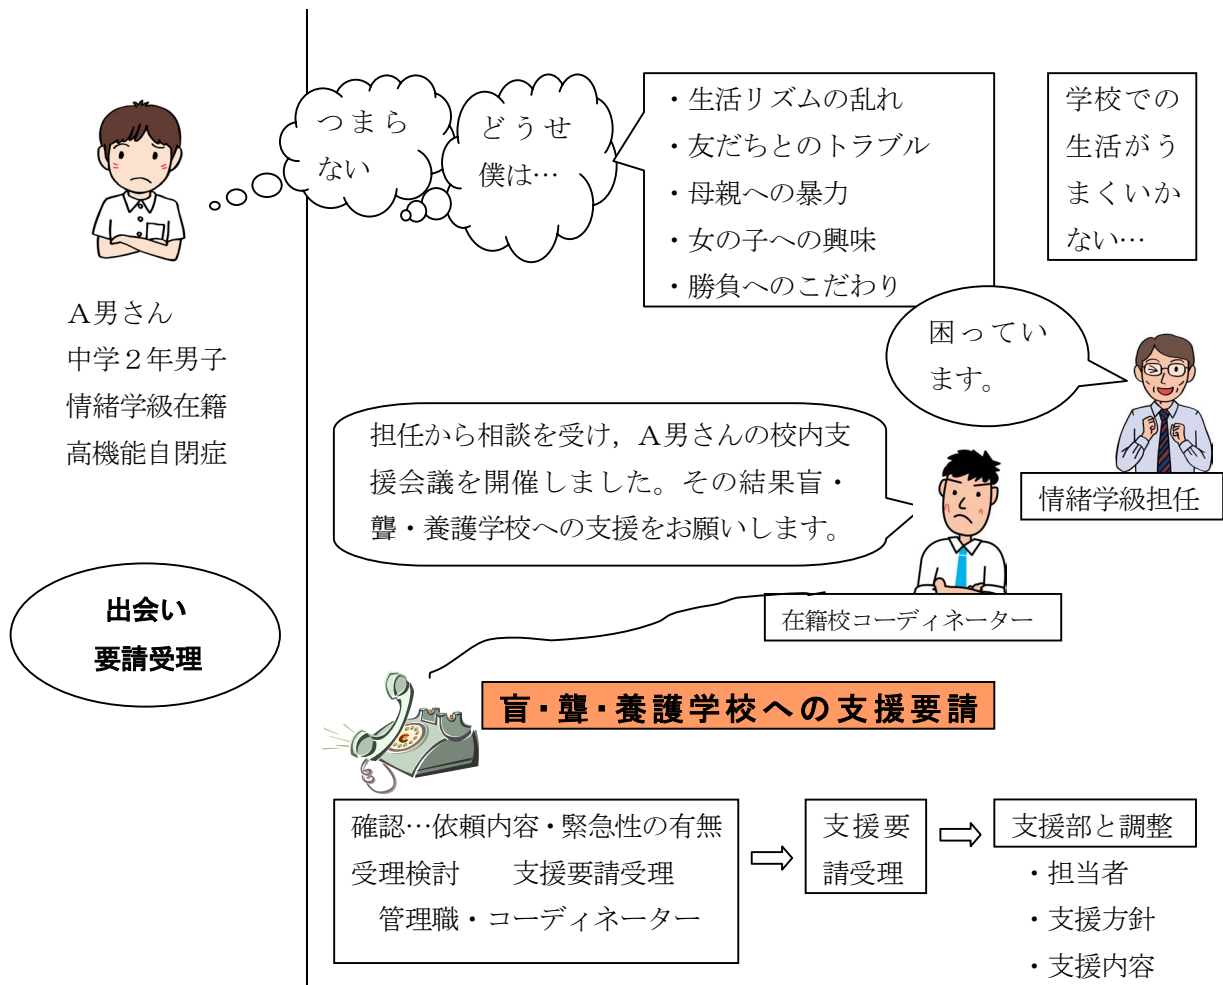 つまら
ない
どうせ
僕は…
・生活リズムの乱れ
・友だちとのトラブル
・母親への暴力
・女の子への興味
・勝負へのこだわり
学校での
生活がう
まくいか
ない…
A男さん
中学２年男子
情緒学級在籍
高機能自閉症
困ってい
ます。
情緒学級担任
担任から相談を受け，A男さんの校内支
援会議を開催しました。その結果盲・
聾・養護学校への支援をお願いします。
在籍校コーディネーター
出会い
要請受理
盲・聾・養護学校への支援要請
確認…依頼内容・緊急性の有無
受理検討　　支援要請受理
管理職・コーディネーター
支援要
請受理
支援部と調整
・担当者
・支援方針
・支援内容